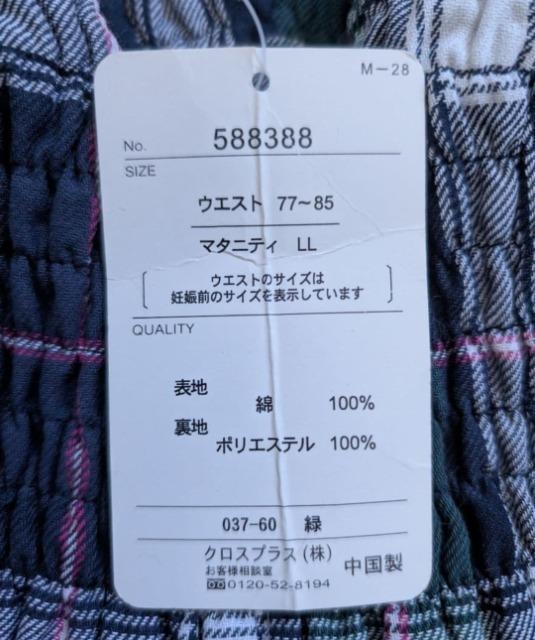 M-28
No. 588388
SIZE
ウエスト 77~85
マタニティ LL
ウエストのサイズは
妊娠前のサイズを表示しています
QUALITY
表地
綿 100%
裏地
ポリエステル 100%
037-60 緑
クロスプラス(株)
お客様相談室 中国製
0120-52-8194